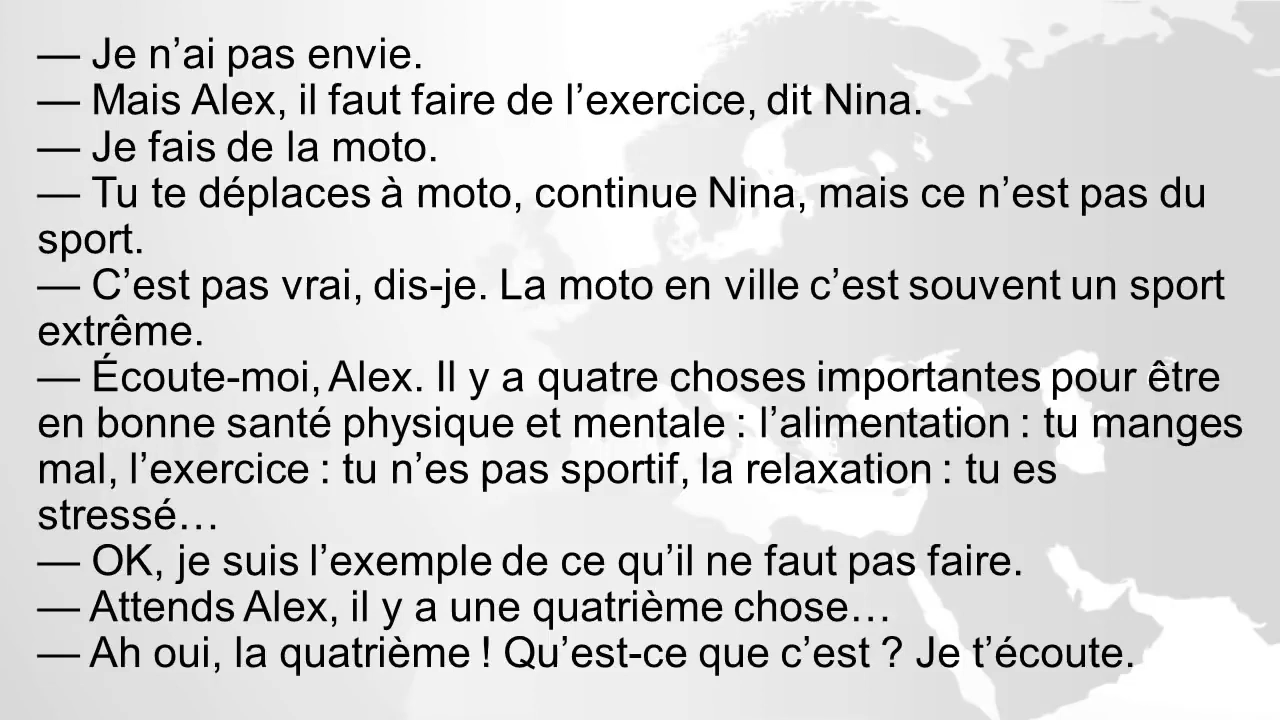 — Je n’ai pas envie.
— Mais Alex, il faut faire de l’exercice, dit Nina.
— Je fais de la moto.
— Tu te déplaces à moto, continue Nina, mais ce n’est pas du
sport.
— C’est pas vrai, dis-je. La moto en ville c’est souvent un sport
extrême.
— Écoute-moi, Alex. Il y a quatre choses importantes pour être
en bonne santé physique et mentale : l’alimentation : tu manges
mal, l’exercice : tu n’es pas sportif, la relaxation : tu es
stressé…
— OK, je suis l’exemple de ce qu’il ne faut pas faire.
— Attends Alex, il y a une quatrième chose…
— Ah oui, la quatrième ! Qu’est-ce que c’est ? Je t’écoute.